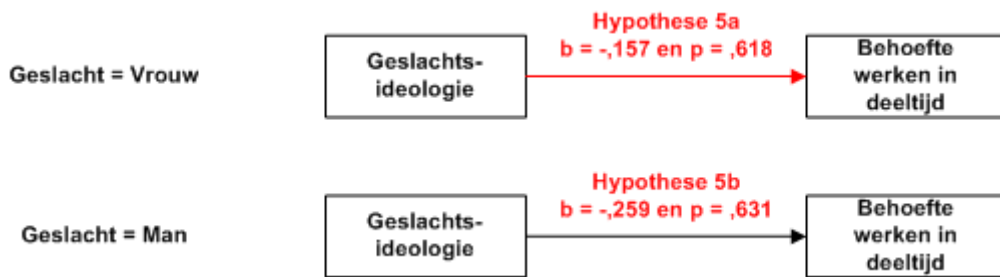 Hypothese 5a
b = -,157 en p = ,618
Geslacht = Vrouw
Geslachts-
ideologie
Behoefte
werken in
deeltijd
Hypothese 5b
b = -,259 en p = ,631
Geslacht = Man
Geslachts-
ideologie
Behoefte
werken in
deeltijd